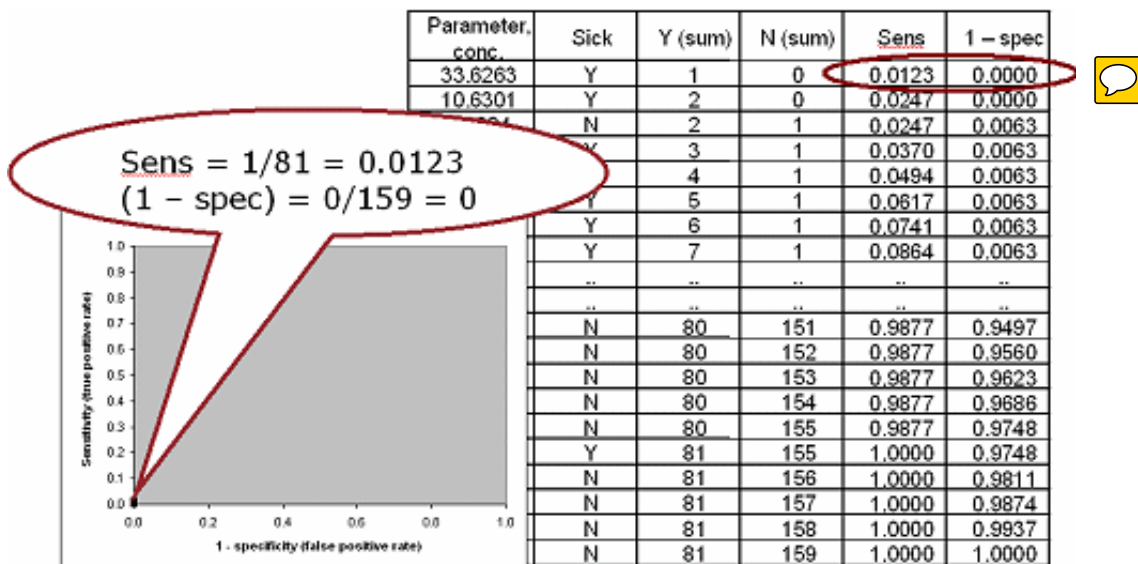 Parameter, conc. Sick Y (sum) N (sum) Sens 1 – spec
33.6263 Y 1 0 0.0123 0.0000
10.6301 Y 2 0 0.0247 0.0000
N 2 1 0.0247 0.0063
Y 3 1 0.0370 0.0063
4 1 0.0494 0.0063
Y 5 1 0.0617 0.0063
Y 6 1 0.0741 0.0063
Y 7 1 0.0864 0.0063
.. .. .. .. ..
.. .. .. .. ..
N 80 151 0.9877 0.9497
N 80 152 0.9877 0.9560
N 80 153 0.9877 0.9623
N 80 154 0.9877 0.9686
N 80 155 0.9877 0.9748
Y 81 155 1.0000 0.9748
N 81 156 1.0000 0.9811
N 81 157 1.0000 0.9874
N 81 158 1.0000 0.9937
N 81 159 1.0000 1.0000
Sens = 1/81 = 0.0123
(1 – spec) = 0/159 = 0
Sensitivity (true positive rate)
1.0
0.9
0.8
0.7
0.6
0.5
0.4
0.3
0.2
0.1
0.0
0.0 0.2 0.4 0.6 0.8 1.0
1 - specificity (false positive rate)